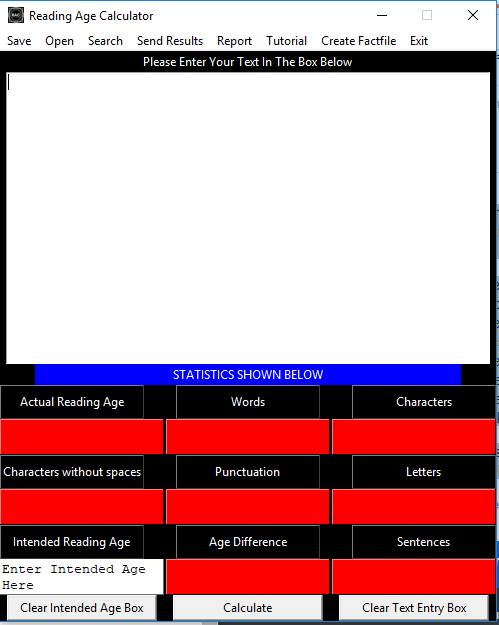 Reading Age Calculator
Save Open Search Send Results Report Tutorial Create Factfile Exit
Please Enter Your Text In The Box Below
STATISTICS SHOWN BELOW
Actual Reading Age Words Characters
Characters without spaces Punctuation Letters
Intended Reading Age Age Difference Sentences
Enter Intended Age
Here
Clear Intended Age Box Calculate Clear Text Entry Box